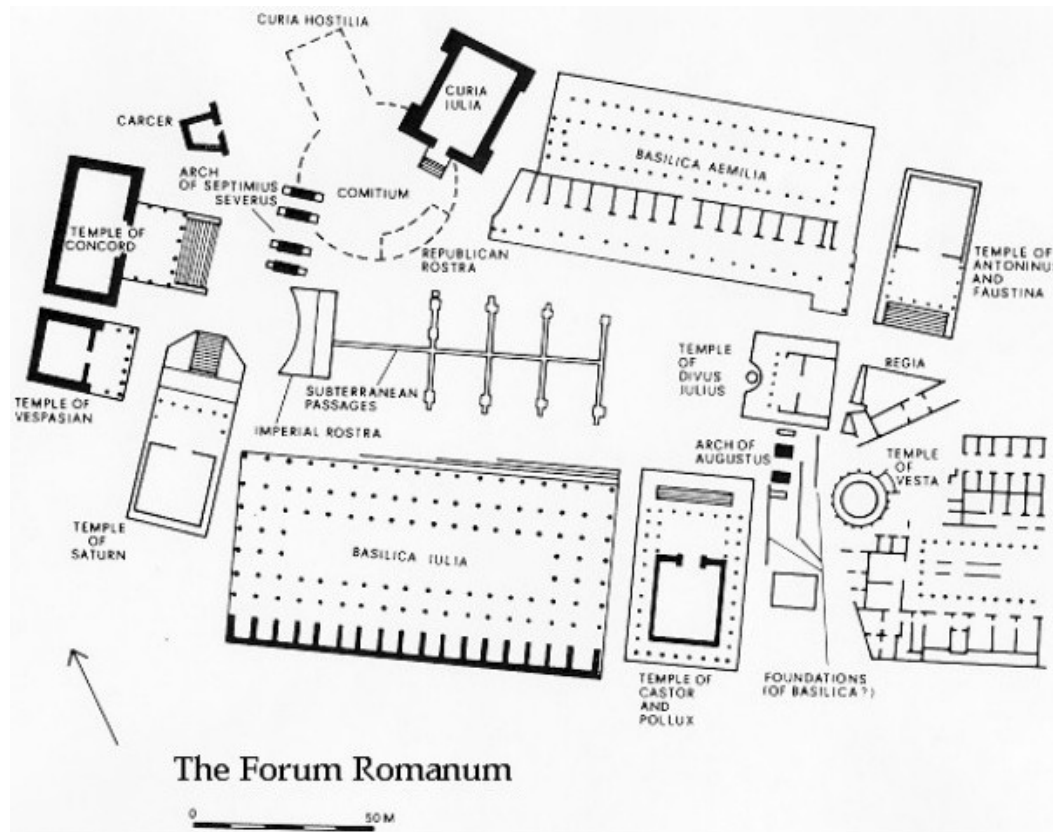 CURIA HOSTILIA
CURIA
IULIA
CARCER
ARCH
OF SEPTIMIUS
SEVERUS
COMITIUM
BASILICA AEMILIA
TEMPLE OF
CONCORD
REPUBLICAN
ROSTRA
TEMPLE OF
ANTONINUS
AND
FAUSTINA
TEMPLE
OF
DIVUS
IULIUS
REGIA
SUBTERRANEAN
PASSAGES
TEMPLE OF
VESPASIAN
IMPERIAL ROSTRA
ARCH OF
AUGUSTUS
TEMPLE
OF
VESTA
TEMPLE
OF
SATURN
BASILICA IULIA
TEMPLE OF
CASTOR
AND
POLLUX
FOUNDATIONS
(OF BASILICA?)
The Forum Romanum
0 50 M